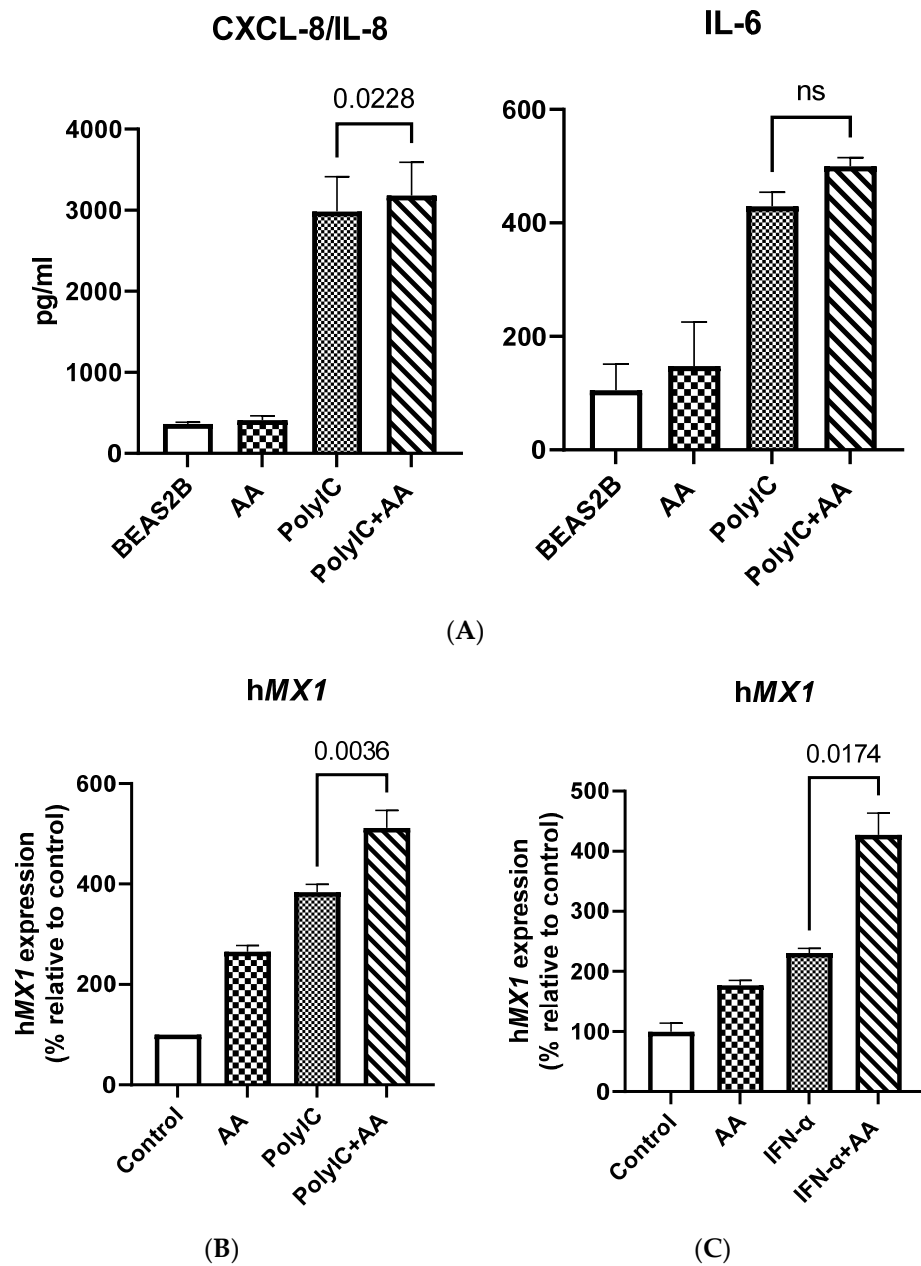 CXCL-8/IL-8
IL-6
0.0228
ns
pg/ml
4000
3000
2000
1000
0
BEAS2B
AA
PolyIC
PolyIC+AA
600
400
200
0
BEAS2B
AA
PolyIC
PolyIC+AA
(A)
hMX1
0.0036
hMX1 expression
(% relative to control)
600
400
200
0
Control
AA
PolyIC
PolyIC+AA
(B)
hMX1
0.0174
hMX1 expression
(% relative to control)
500
400
300
200
100
0
Control
AA
IFN-α
IFN-α+AA
(C)